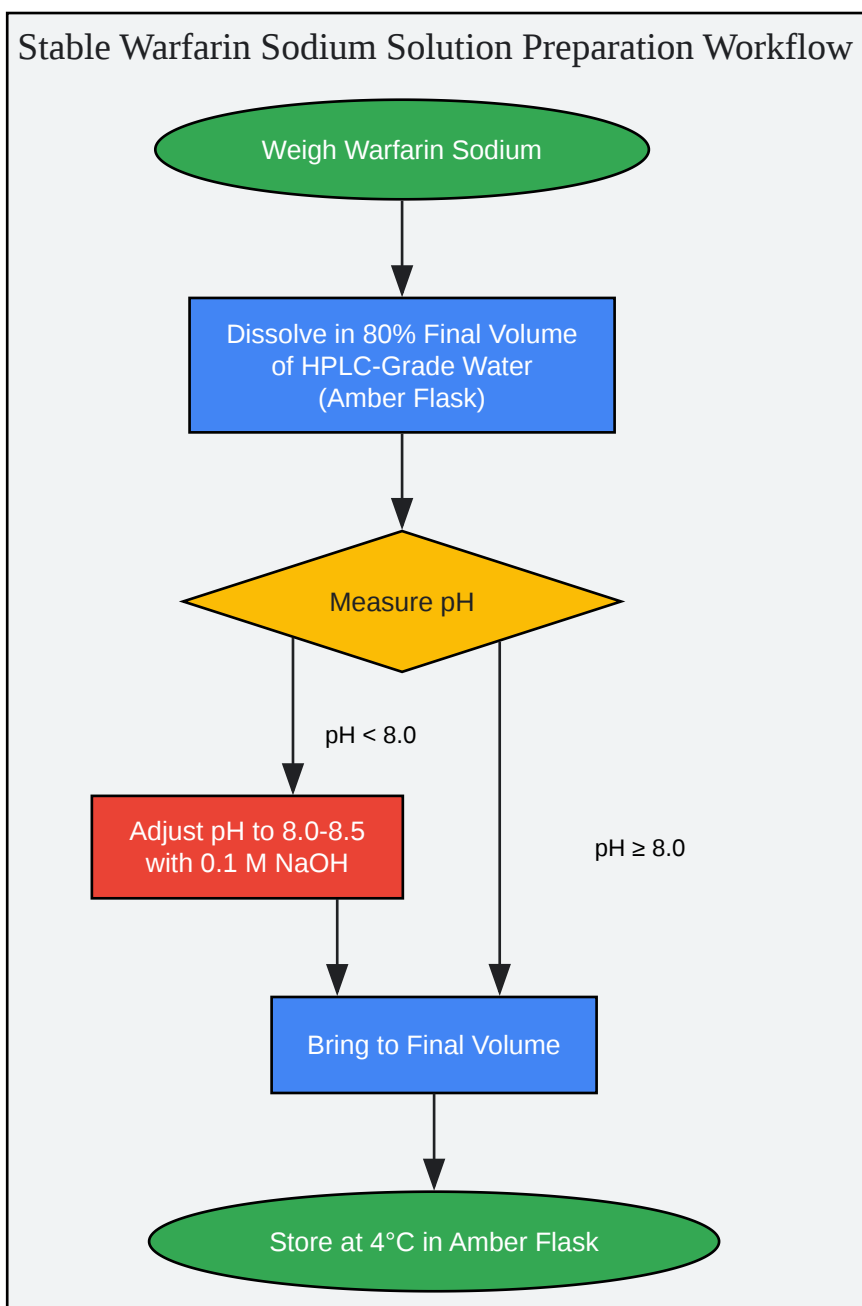 Stable Warfarin Sodium Solution Preparation Workflow
Weigh Warfarin Sodium
Dissolve in 80% Final Volume
of HPLC-Grade Water
(Amber Flask)
Measure pH
pH < 8.0
Adjust pH to 8.0-8.5
with 0.1 M NaOH
pH ≥ 8.0
Bring to Final Volume
Store at 4°C in Amber Flask